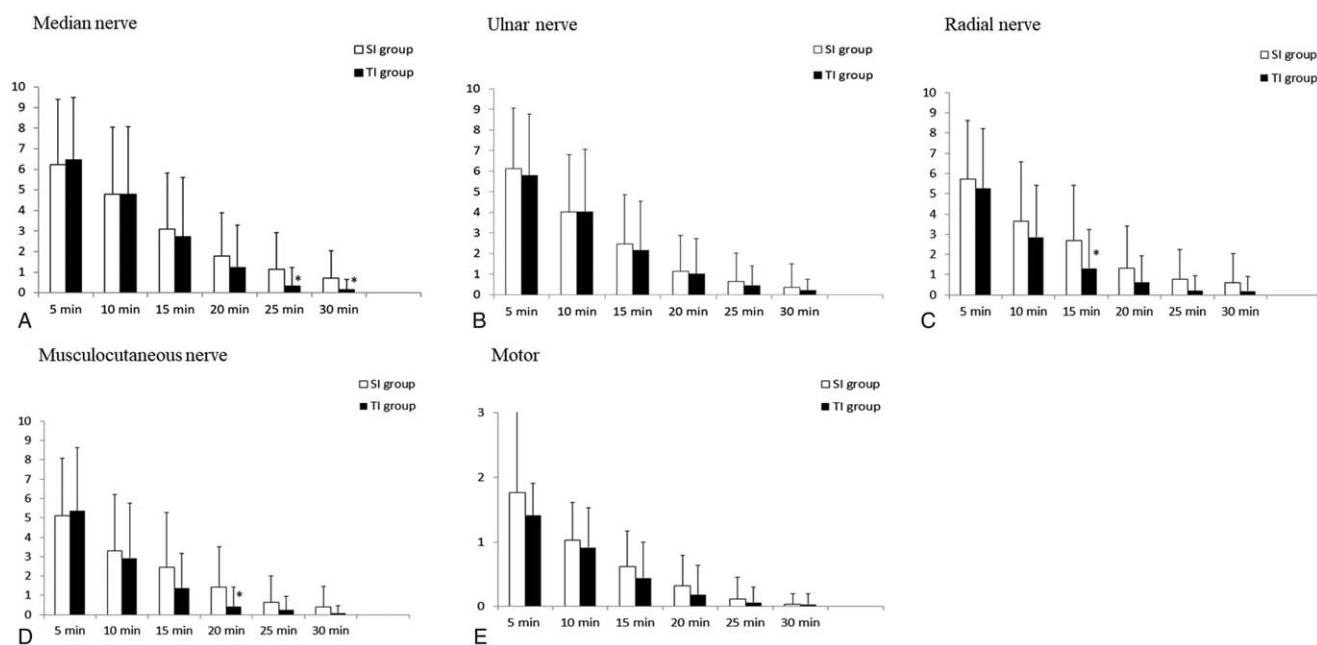 Median nerve
SI group
TI group
10
9
8
7
6
5
4
3
2
1
0
*
*
5 min 10 min 15 min 20 min 25 min 30 min
A
Ulnar nerve
SI group
TI group
10
9
8
7
6
5
4
3
2
1
0
5 min 10 min 15 min 20 min 25 min 30 min
B
Radial nerve
SI group
TI group
10
9
8
7
6
5
4
3
2
1
0
*
5 min 10 min 15 min 20 min 25 min 30 min
C
Musculocutaneous nerve
SI group
TI group
10
9
8
7
6
5
4
3
2
1
0
*
5 min 10 min 15 min 20 min 25 min 30 min
D
Motor
SI group
TI group
3
2
1
0
5 min 10 min 15 min 20 min 25 min 30 min
E